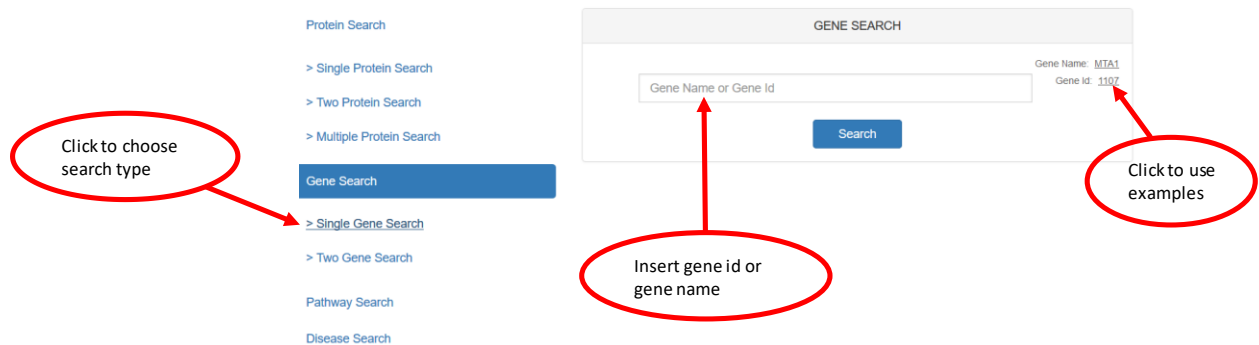 Protein Search
> Single Protein Search
> Two Protein Search
> Multiple Protein Search
Gene Search
> Single Gene Search
> Two Gene Search
Pathway Search
Disease Search
GENE SEARCH
Gene Name: MTA1
Gene Id: 1107
Gene Name or Gene Id
Search
Click to choose
search type
Insert gene id or
gene name
Click to use
examples